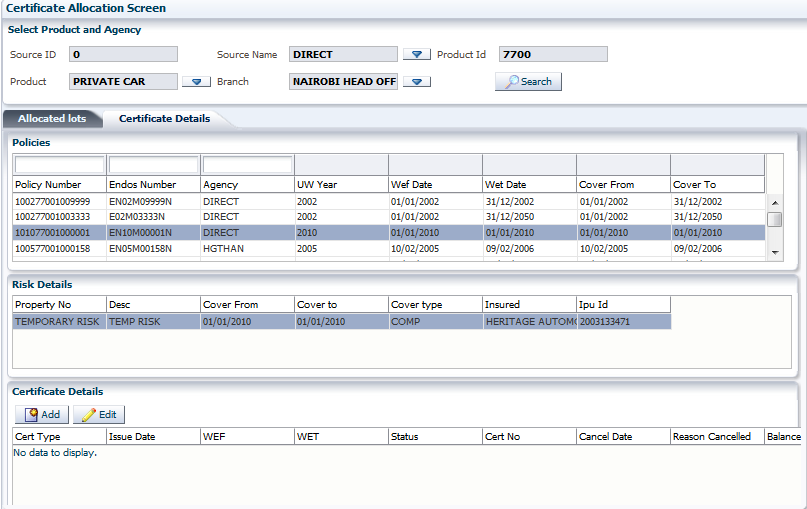 Certificate Allocation Screen
Select Product and Agency
Source ID 0 Source Name DIRECT Product Id 7700
Product PRIVATE CAR Branch NAIROBI HEAD OFF Search
Allocated lots Certificate Details
Policies
Policy Number Endos Number Agency UW Year Wef Date Wet Date Cover From Cover To
100277001009999 EN02M09999N DIRECT 2002 01/01/2002 31/12/2002 01/01/2002 31/12/2002
100277001003333 E02M03333N DIRECT 2002 01/01/2002 31/12/2050 01/01/2002 31/12/2050
101077001000001 EN10M00001N DIRECT 2010 01/01/2010 01/01/2010 01/01/2010 01/01/2010
100577001000158 EN05M00158N HGTHAN 2005 10/02/2005 09/02/2006 10/02/2005 09/02/2006
Risk Details
Property No Desc Cover From Cover to Cover type Insured Ipu Id
TEMPORARY RISK TEMP RISK 01/01/2010 01/01/2010 COMP HERITAGE AUTOMO 2003133471
Certificate Details
Add Edit
Cert Type Issue Date WEF WET Status Cert No Cancel Date Reason Cancelled Balance
No data to display.